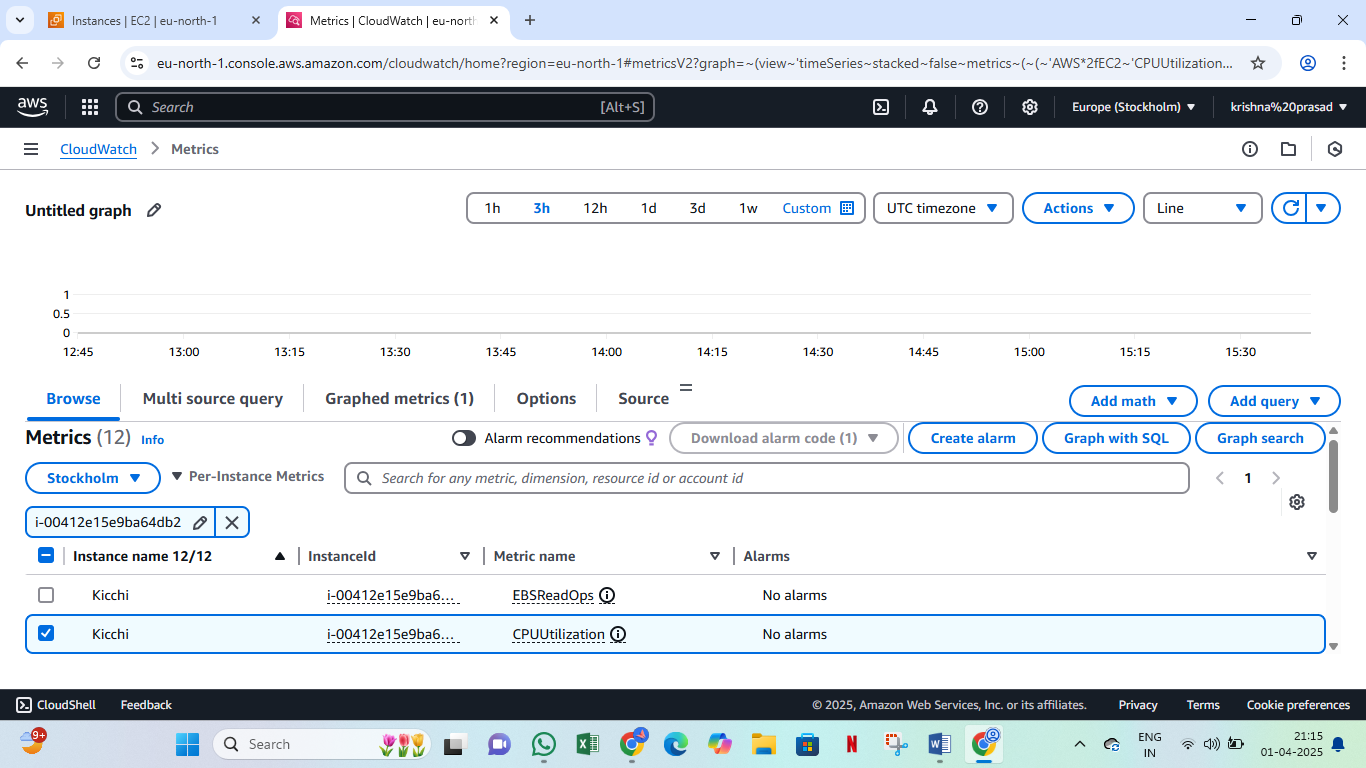 Instances | EC2 | eu-north-1
Metrics | CloudWatch | eu-north
eu-north-1.console.aws.amazon.com/cloudwatch/home?region=eu-north-1#metricsV2?graph=~(view~'timeSeries~stacked~false~metrics~(~(~'AWS*2fEC2~'CPUUtilization...
aws
Search [Alt+S]
Europe (Stockholm)
krishna%20prasad
CloudWatch > Metrics
Untitled graph
1h 3h 12h 1d 3d 1w Custom
UTC timezone
Actions
Line
1
0.5
0
12:45 13:00 13:15 13:30 13:45 14:00 14:15 14:30 14:45 15:00 15:15 15:30
Browse
Multi source query
Graphed metrics (1)
Options
Source
Add math
Add query
Metrics (12) Info
Alarm recommendations
Download alarm code (1)
Create alarm
Graph with SQL
Graph search
Stockholm
Per-Instance Metrics
Search for any metric, dimension, resource id or account id
1
i-00412e15e9ba64db2
Instance name 12/12 InstanceId Metric name Alarms
Kicchi i-00412e15e9ba6... EBSReadOps No alarms
Kicchi i-00412e15e9ba6... CPUUtilization No alarms
CloudShell Feedback
© 2025, Amazon Web Services, Inc. or its affiliates. Privacy Terms Cookie preferences
9+
Search
ENG
IN
21:15
01-04-2025